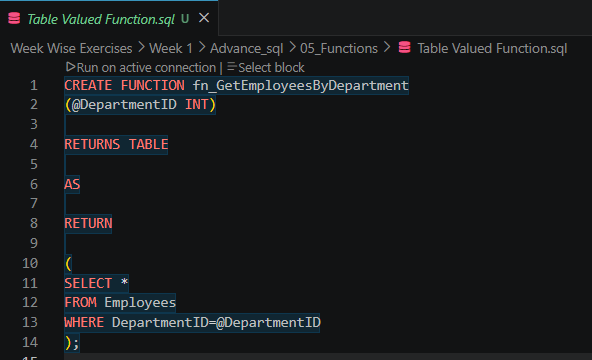 Table Valued Function.sql U ×
Week Wise Exercises > Week 1 > Advance_sql > 05_Functions > Table Valued Function.sql
▷Run on active connection | Select block
1 CREATE FUNCTION fn_GetEmployeesByDepartment
2 (@DepartmentID INT)
3
4 RETURNS TABLE
5
6 AS
7
8 RETURN
9
10 (
11 SELECT *
12 FROM Employees
13 WHERE DepartmentID=@DepartmentID
14 );
15